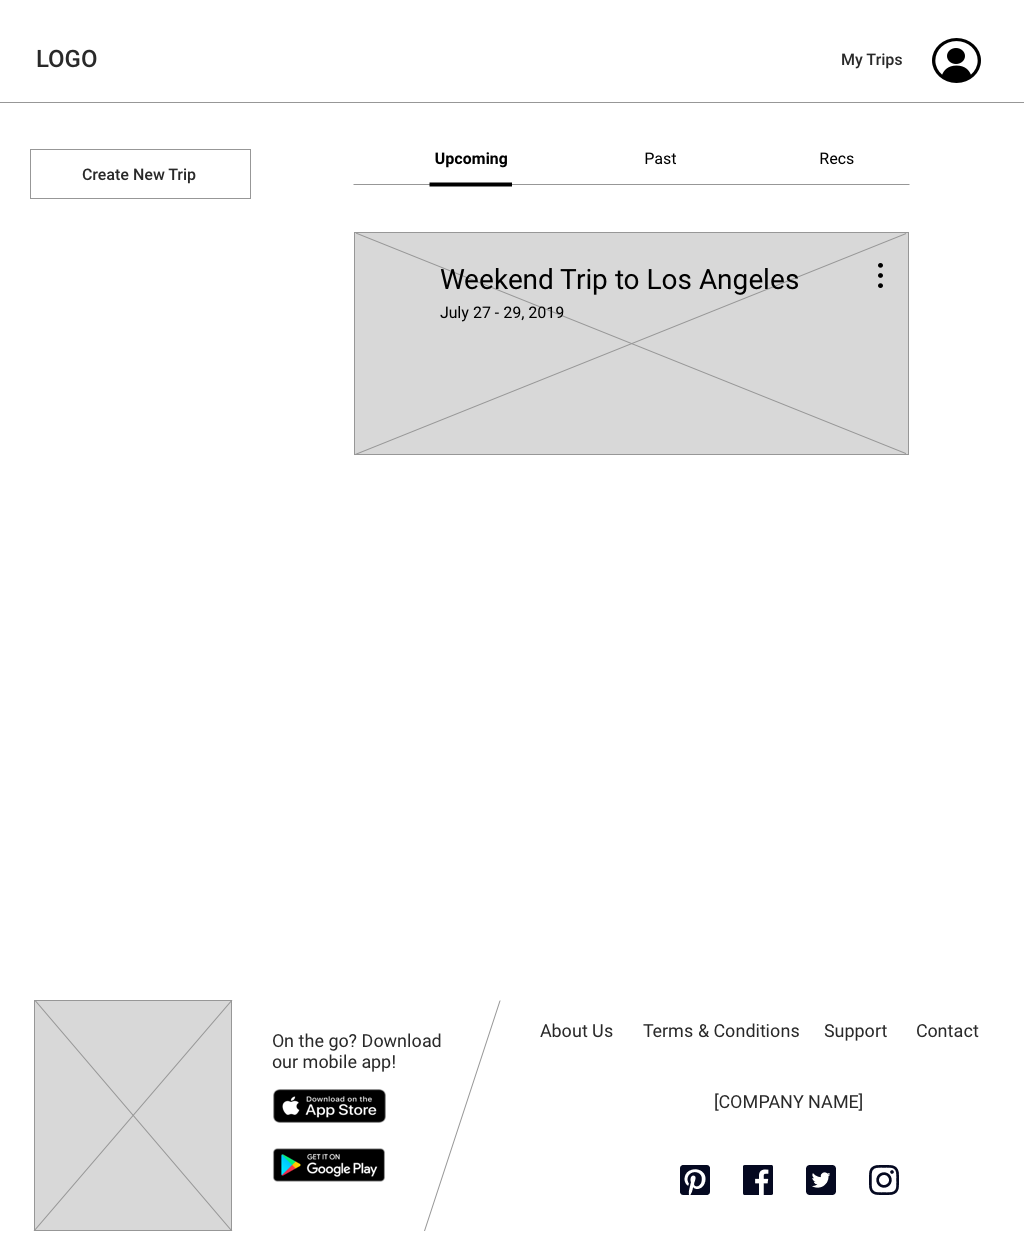 LOGO
My Trips
Create New Trip
Upcoming
Past
Recs
Weekend Trip to Los Angeles
July 27 - 29, 2019
On the go? Download
our mobile app!
Download on the
App Store
GET IT ON
Google Play
About Us
Terms & Conditions
Support
Contact
[COMPANY NAME]